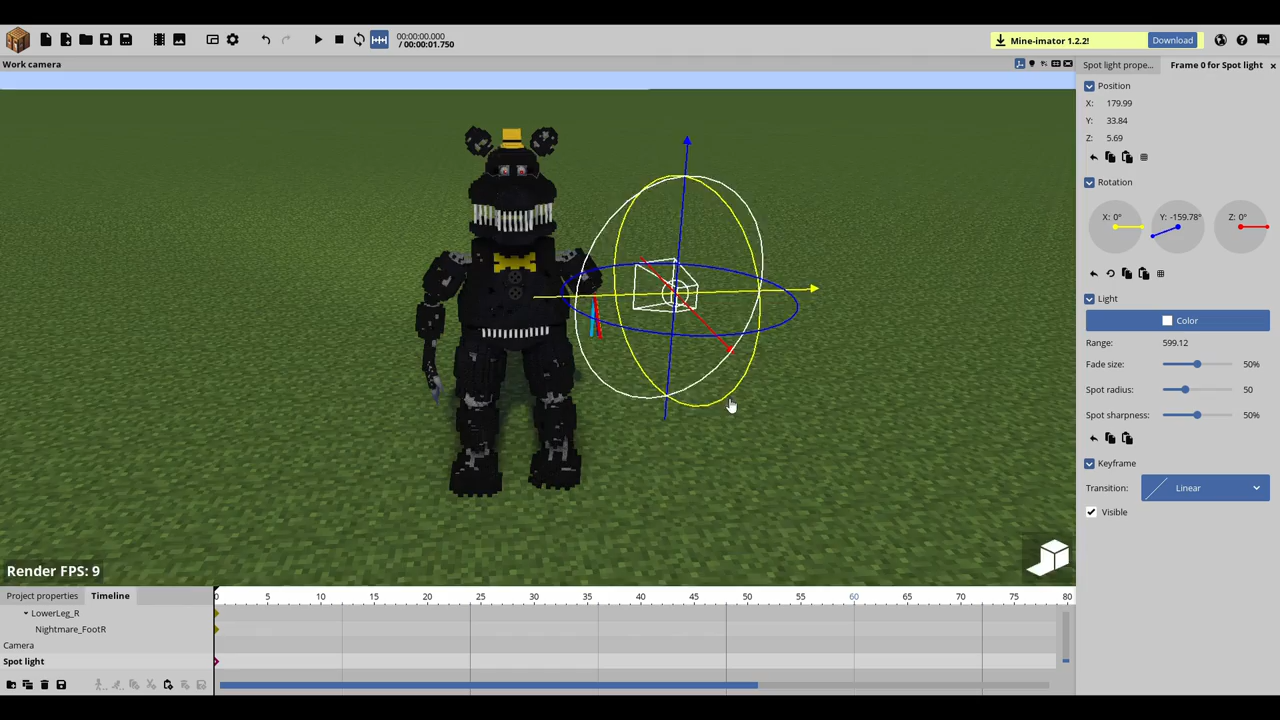 00:00:00.000
/ 00:00:01.750
Mine-imator 1.2.2!
Download
Work camera
Spot light prope...
Frame 0 for Spot light
Position
X: 179.99
Y: 33.84
Z: 5.69
Rotation
X: 0°
Y: -159.78°
Z: 0°
Light
Color
Range: 599.12
Fade size: 50%
Spot radius: 50
Spot sharpness: 50%
Keyframe
Transition: Linear
Visible
Render FPS: 9
Project properties
Timeline
0 5 10 15 20 25 30 35 40 45 50 55 60 65 70 75 80
LowerLeg_R
Nightmare_FootR
Camera
Spot light